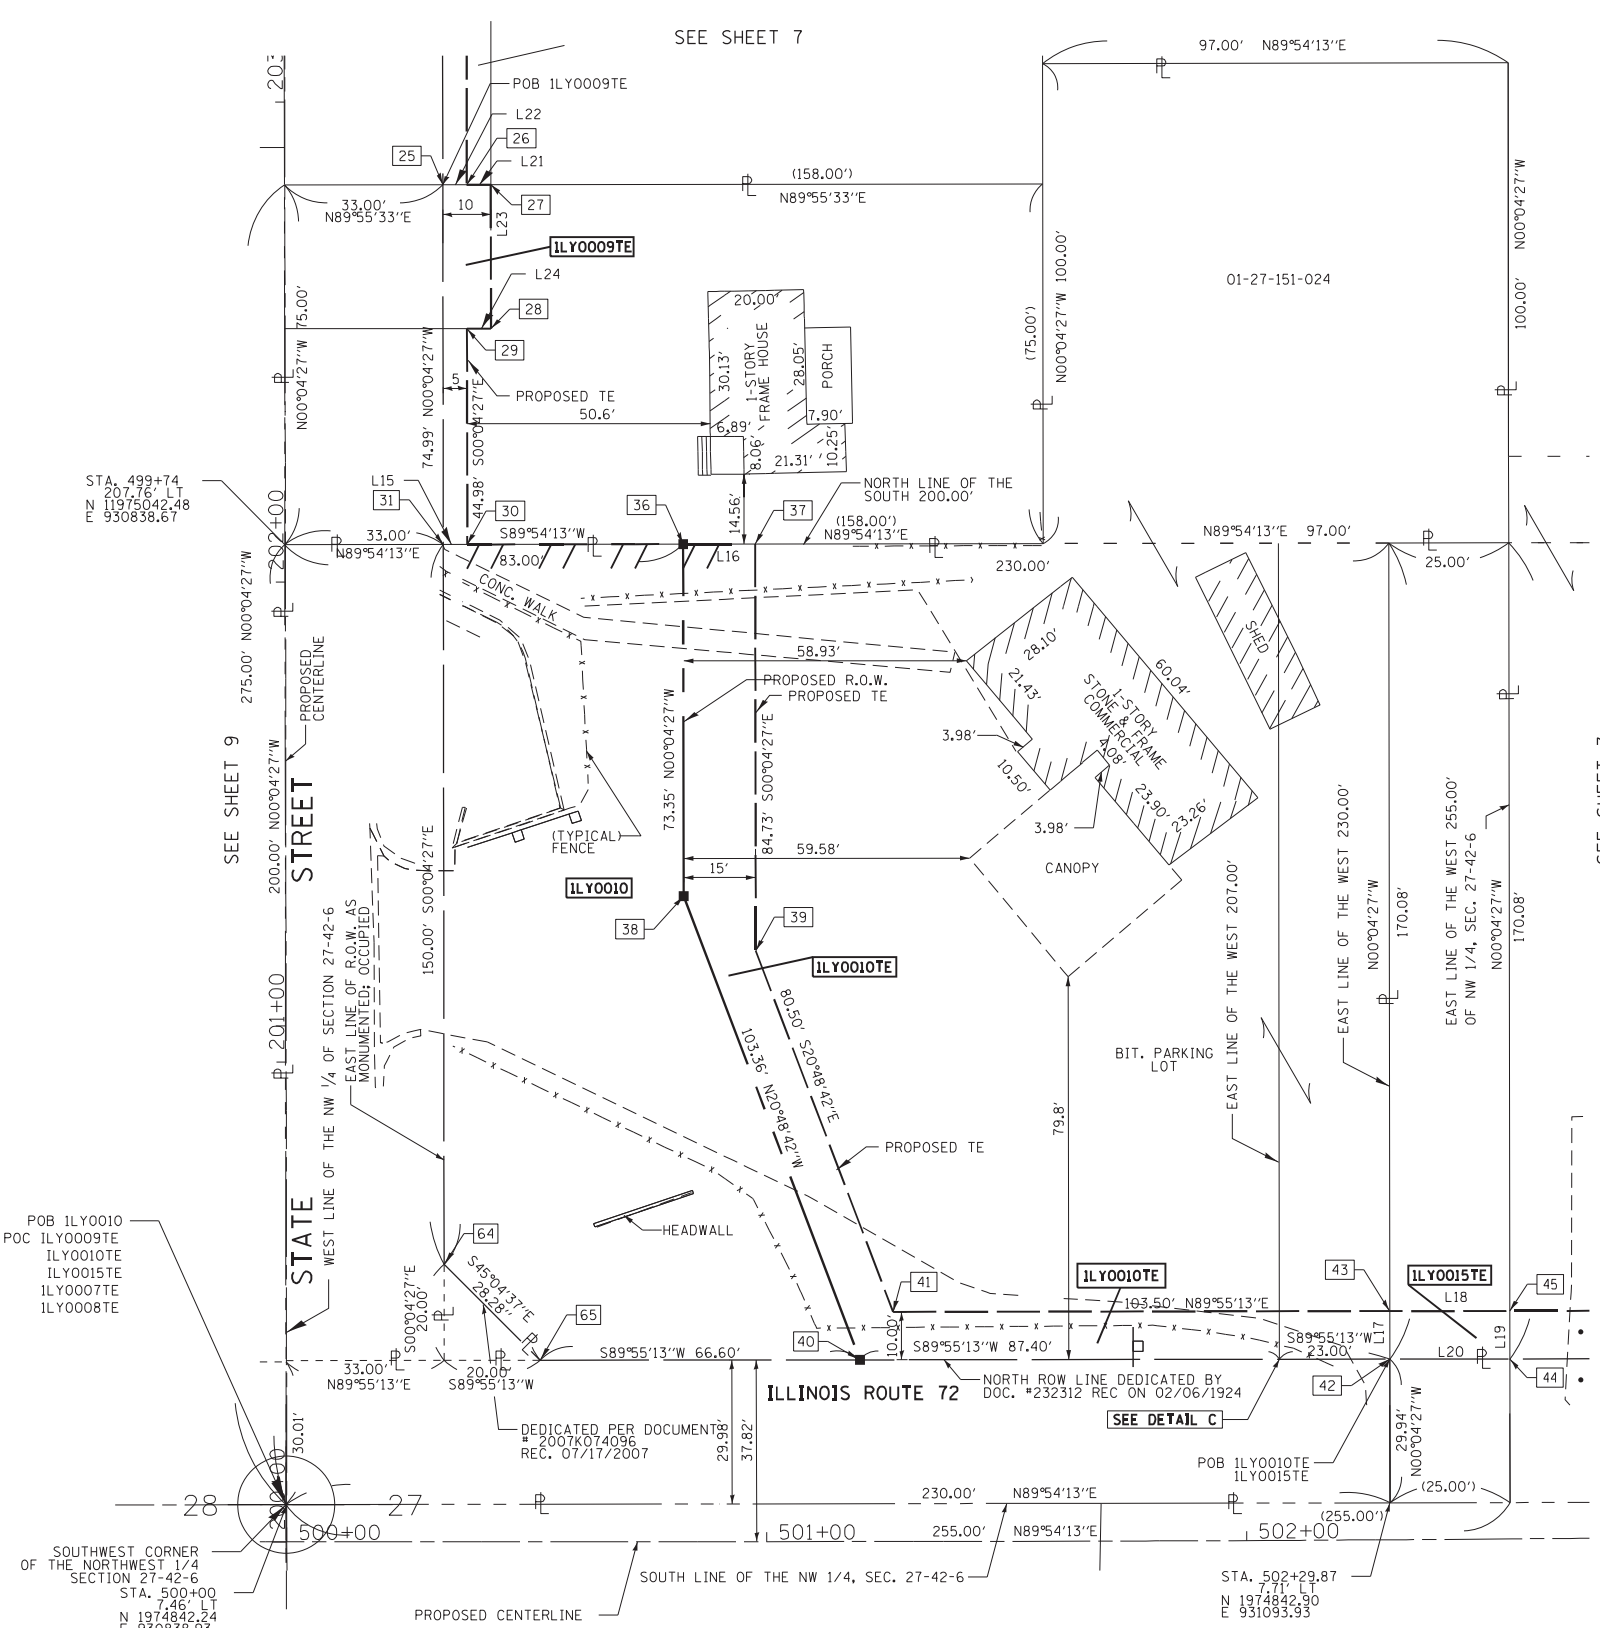 SEE SHEET 7
97.00' N89°54'13"E
203
POB 1LY0009TE
L22
26
L21
25
(158.00')
N89°55'33"E
33.00'
N89°55'33"E
10
27
L23
1LY0009TE
L24
28
29
PROPOSED TE
5
50.6'
N00°04'27"W 75.00'
74.99' N00°04'27"W
44.98' S00°04'27"E
20.00'
30.13'
1-STORY
FRAME HOUSE
28.05'
PORCH
7.90'
6.89'
8.06'
21.31'
10.25'
14.56'
(75.00')
N00°04'27"W 100.00'
01-27-151-024
N00°04'27"W
100.00'
STA. 499+74
207.76' LT
N 11975042.48
E 930838.67
202+00
L15
31
30
36
37
NORTH LINE OF THE
SOUTH 200.00'
33.00'
N89°54'13"E
S89°54'13"W
83.00'
L16
(158.00')
N89°54'13"E
230.00'
N89°54'13"E 97.00'
25.00'
CONC. WALK
58.93'
PROPOSED R.O.W.
PROPOSED TE
28.10'
21.43'
60.04'
1-STORY
STONE & FRAME
COMMERCIAL
4.08'
3.98'
10.50'
23.90'
23.26'
3.98'
SHED
275.00' N00°04'27"W
PROPOSED
CENTERLINE
SEE SHEET 9
200.00' N00°04'27"W
STREET
73.35' N00°04'27"W
84.73' S00°04'27"E
(TYPICAL)
FENCE
59.58'
15'
CANOPY
1LY0010
38
39
1LY0010TE
150.00' S00°04'27"E
EAST LINE OF R.O.W. AS
MONUMENTED; OCCUPIED
WEST LINE OF THE NW 1/4 OF SECTION 27-42-6
201+00
80.50' S20°48'42"E
103.36' N20°48'42"W
BIT. PARKING
LOT
79.8'
EAST LINE OF THE WEST 207.00'
EAST LINE OF THE WEST 230.00'
N00°04'27"W
170.08'
EAST LINE OF THE WEST 255.00'
OF NW 1/4, SEC. 27-42-6
N00°04'27"W
170.08'
PROPOSED TE
HEADWALL
STATE
POB 1LY0010
POC 1LY0009TE
1LY0010TE
1LY0015TE
1LY0007TE
1LY0008TE
64
S45°04'37"E
28.28'
S00°04'27"E
20.00'
65
41
1LY0010TE
43
1LY0015TE
L18
45
103.50' N89°55'13"E
10.00'
40
S89°55'13"W 66.60'
S89°55'13"W 87.40'
S89°55'13"W
23.00'
L17
L20
L19
33.00'
N89°55'13"E
20.00'
S89°55'13"W
ILLINOIS ROUTE 72
NORTH ROW LINE DEDICATED BY
DOC. #232312 REC ON 02/06/1924
42
44
SEE DETAIL C
DEDICATED PER DOCUMENT
# 2007K074096
REC. 07/17/2007
29.98'
37.82'
30.01'
29.94'
N00°04'27"W
POB 1LY0010TE
1LY0015TE
28
27
230.00' N89°54'13"E
(25.00')
(255.00')
500+00
501+00
255.00' N89°54'13"E
502+00
SOUTHWEST CORNER
OF THE NORTHWEST 1/4
SECTION 27-42-6
STA. 500+00
7.46' LT
N 1974842.24
SOUTH LINE OF THE NW 1/4, SEC. 27-42-6
PROPOSED CENTERLINE
STA. 502+29.87
7.71' LT
N 1974842.90
E 931093.93